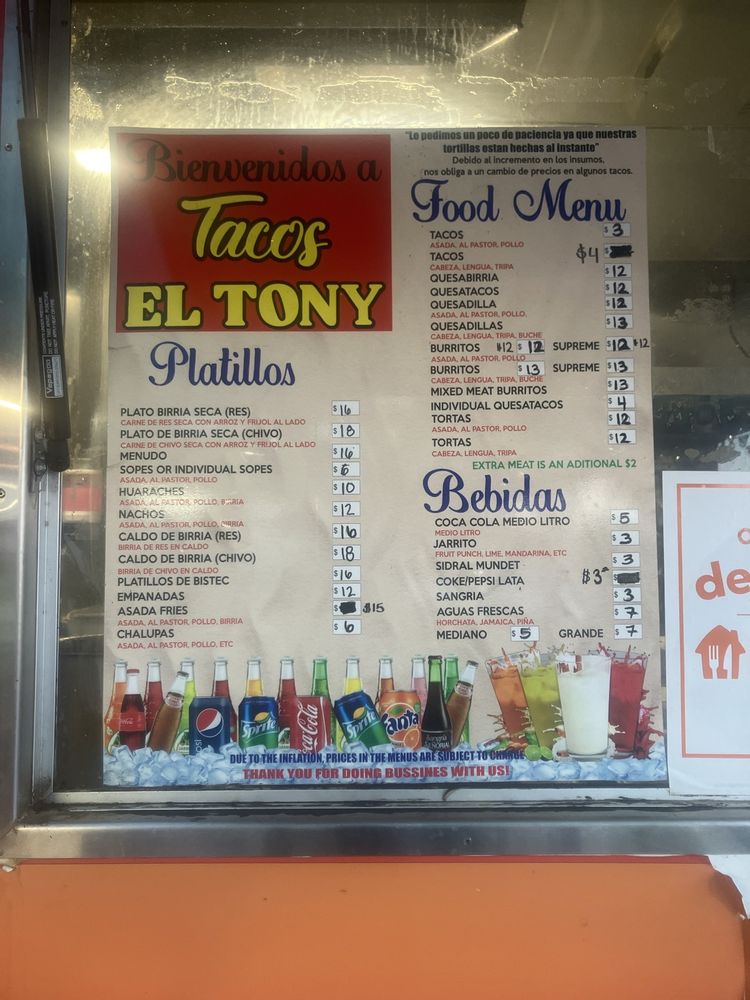 Bienvenidos a
Tacos
EL TONY
Platillos
PLATO BIRRIA SECA (RES) $16
CARNE DE RES SECA CON ARROZ Y FRIJOL AL LADO
PLATO DE BIRRIA SECA (CHIVO) $18
CARNE DE CHIVO SECA CON ARROZ Y FRIJOL AL LADO
MENUDO $16
SOPES OR INDIVIDUAL SOPES $6
ASADA, AL PASTOR, POLLO
HUARACHES $10
ASADA, AL PASTOR, POLLO, BIRRIA
NACHOS $12
ASADA, AL PASTOR, POLLO, BIRRIA
CALDO DE BIRRIA (RES) $16
BIRRIA DE RES EN CALDO
CALDO DE BIRRIA (CHIVO) $18
BIRRIA DE CHIVO EN CALDO
PLATILLOS DE BISTEC $16
EMPANADAS $12
ASADA FRIES $ $15
ASADA, AL PASTOR, POLLO, BIRRIA
CHALUPAS $6
ASADA, AL PASTOR, POLLO, ETC
"Le pedimos un poco de paciencia ya que nuestras
tortillas estan hechas al instante"
Debido al incremento en los insumos,
nos obliga a un cambio de precios en algunos tacos.
Food Menu
TACOS $3
ASADA, AL PASTOR, POLLO
TACOS $4 $
CABEZA, LENGUA, TRIPA
QUESABIRRIA $12
QUESATACOS $12
QUESADILLA $12
ASADA, AL PASTOR, POLLO,
QUESADILLAS $13
CABEZA, LENGUA, TRIPA, BUCHE
BURRITOS $12 $12 SUPREME $12 $12
ASADA, AL PASTOR, POLLO
BURRITOS $13 SUPREME $13
CABEZA, LENGUA, TRIPA, BUCHE
MIXED MEAT BURRITOS $13
INDIVIDUAL QUESATACOS $4
TORTAS $12
ASADA, AL PASTOR, POLLO
TORTAS $12
CABEZA, LENGUA, TRIPA
EXTRA MEAT IS AN ADITIONAL $2
Bebidas
COCA COLA MEDIO LITRO $5
MEDIO LITRO
JARRITO $3
FRUIT PUNCH, LIME, MANDARINA, ETC
SIDRAL MUNDET $3
COKE/PEPSI LATA $3 $
SANGRIA $3
AGUAS FRESCAS $7
HORCHATA, JAMAICA, PIÑA
MEDIANO $5 GRANDE $7
pepsi
Sprite
Coca-Cola
Sprite
Fanta
SEÑORIAL
DUE TO THE INFLATION, PRICES IN THE MENUS ARE SUBJECT TO CHANGE
THANK YOU FOR DOING BUSSINES WITH US!
de